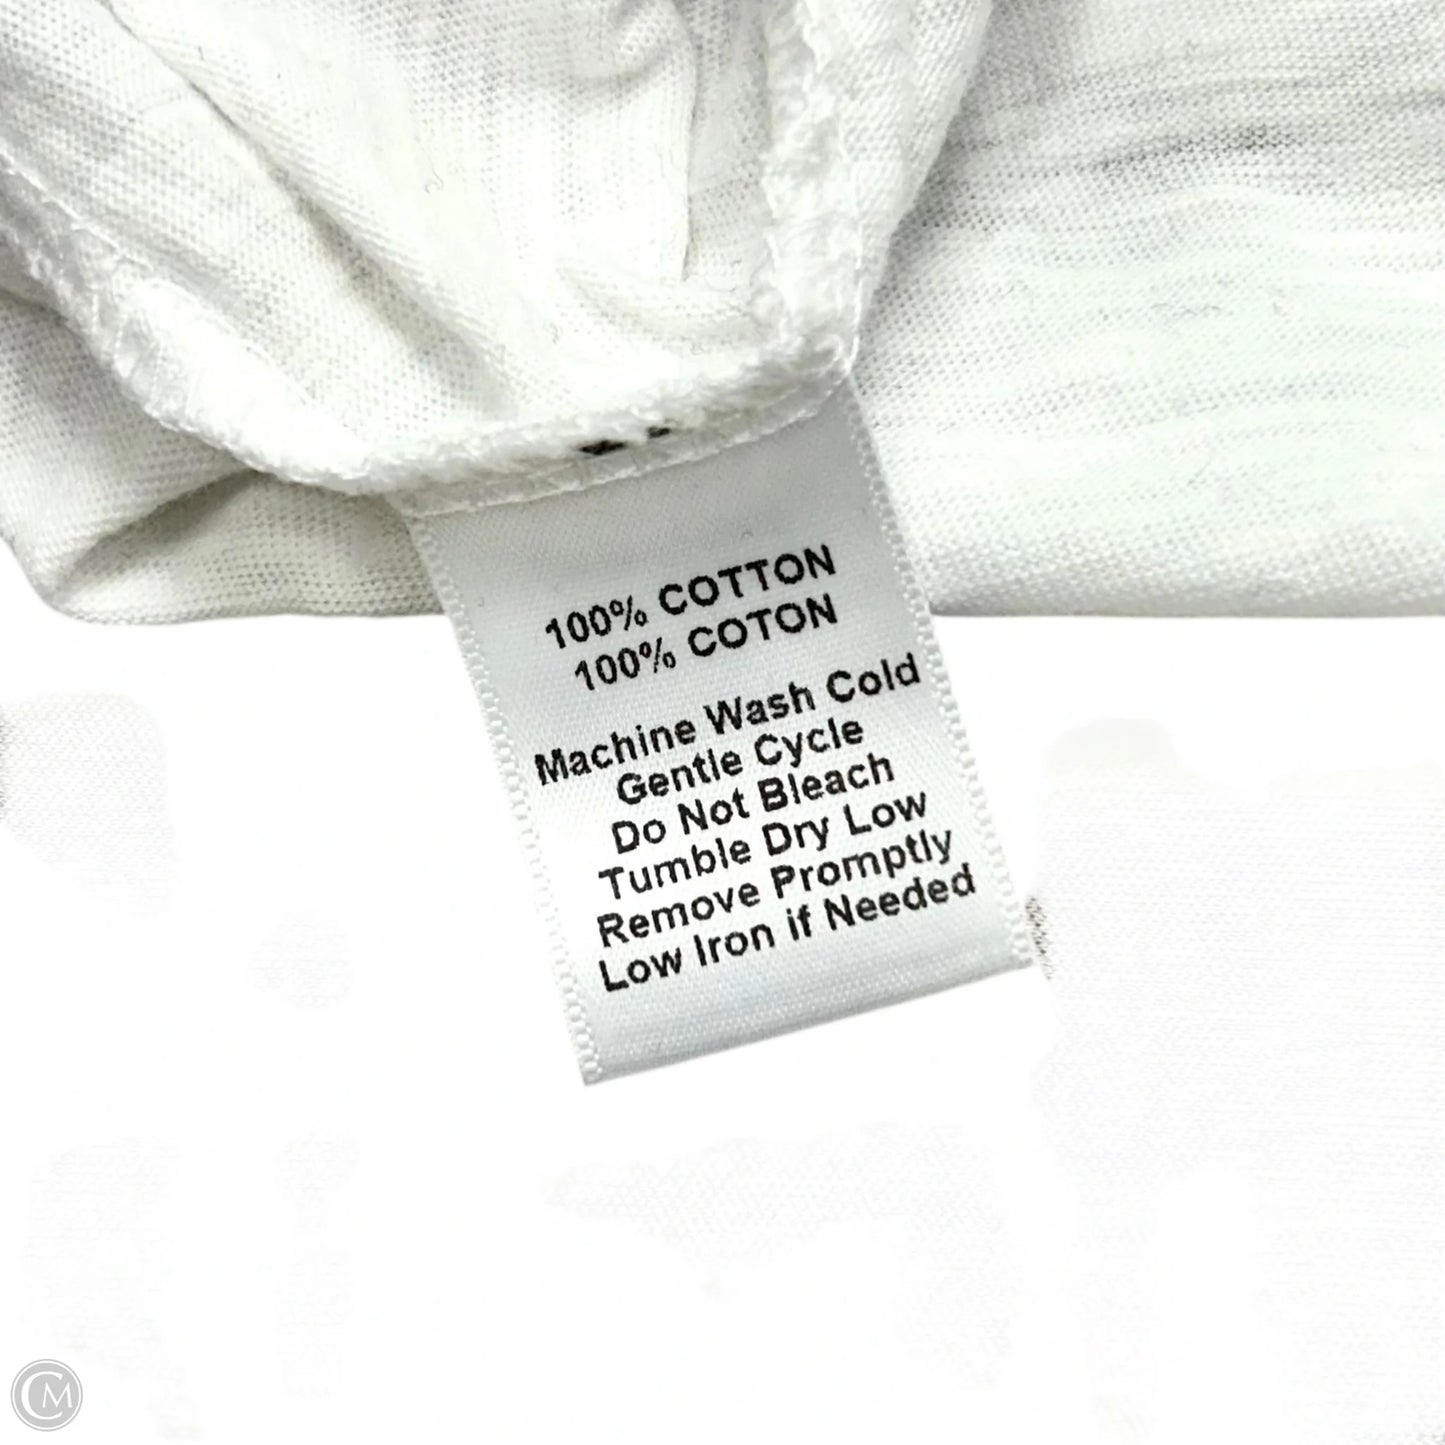 100% COTTON
100% COTON
Machine Wash Cold
Gentle Cycle
Do Not Bleach
Tumble Dry Low
Remove Promptly
Low Iron if Needed
CM